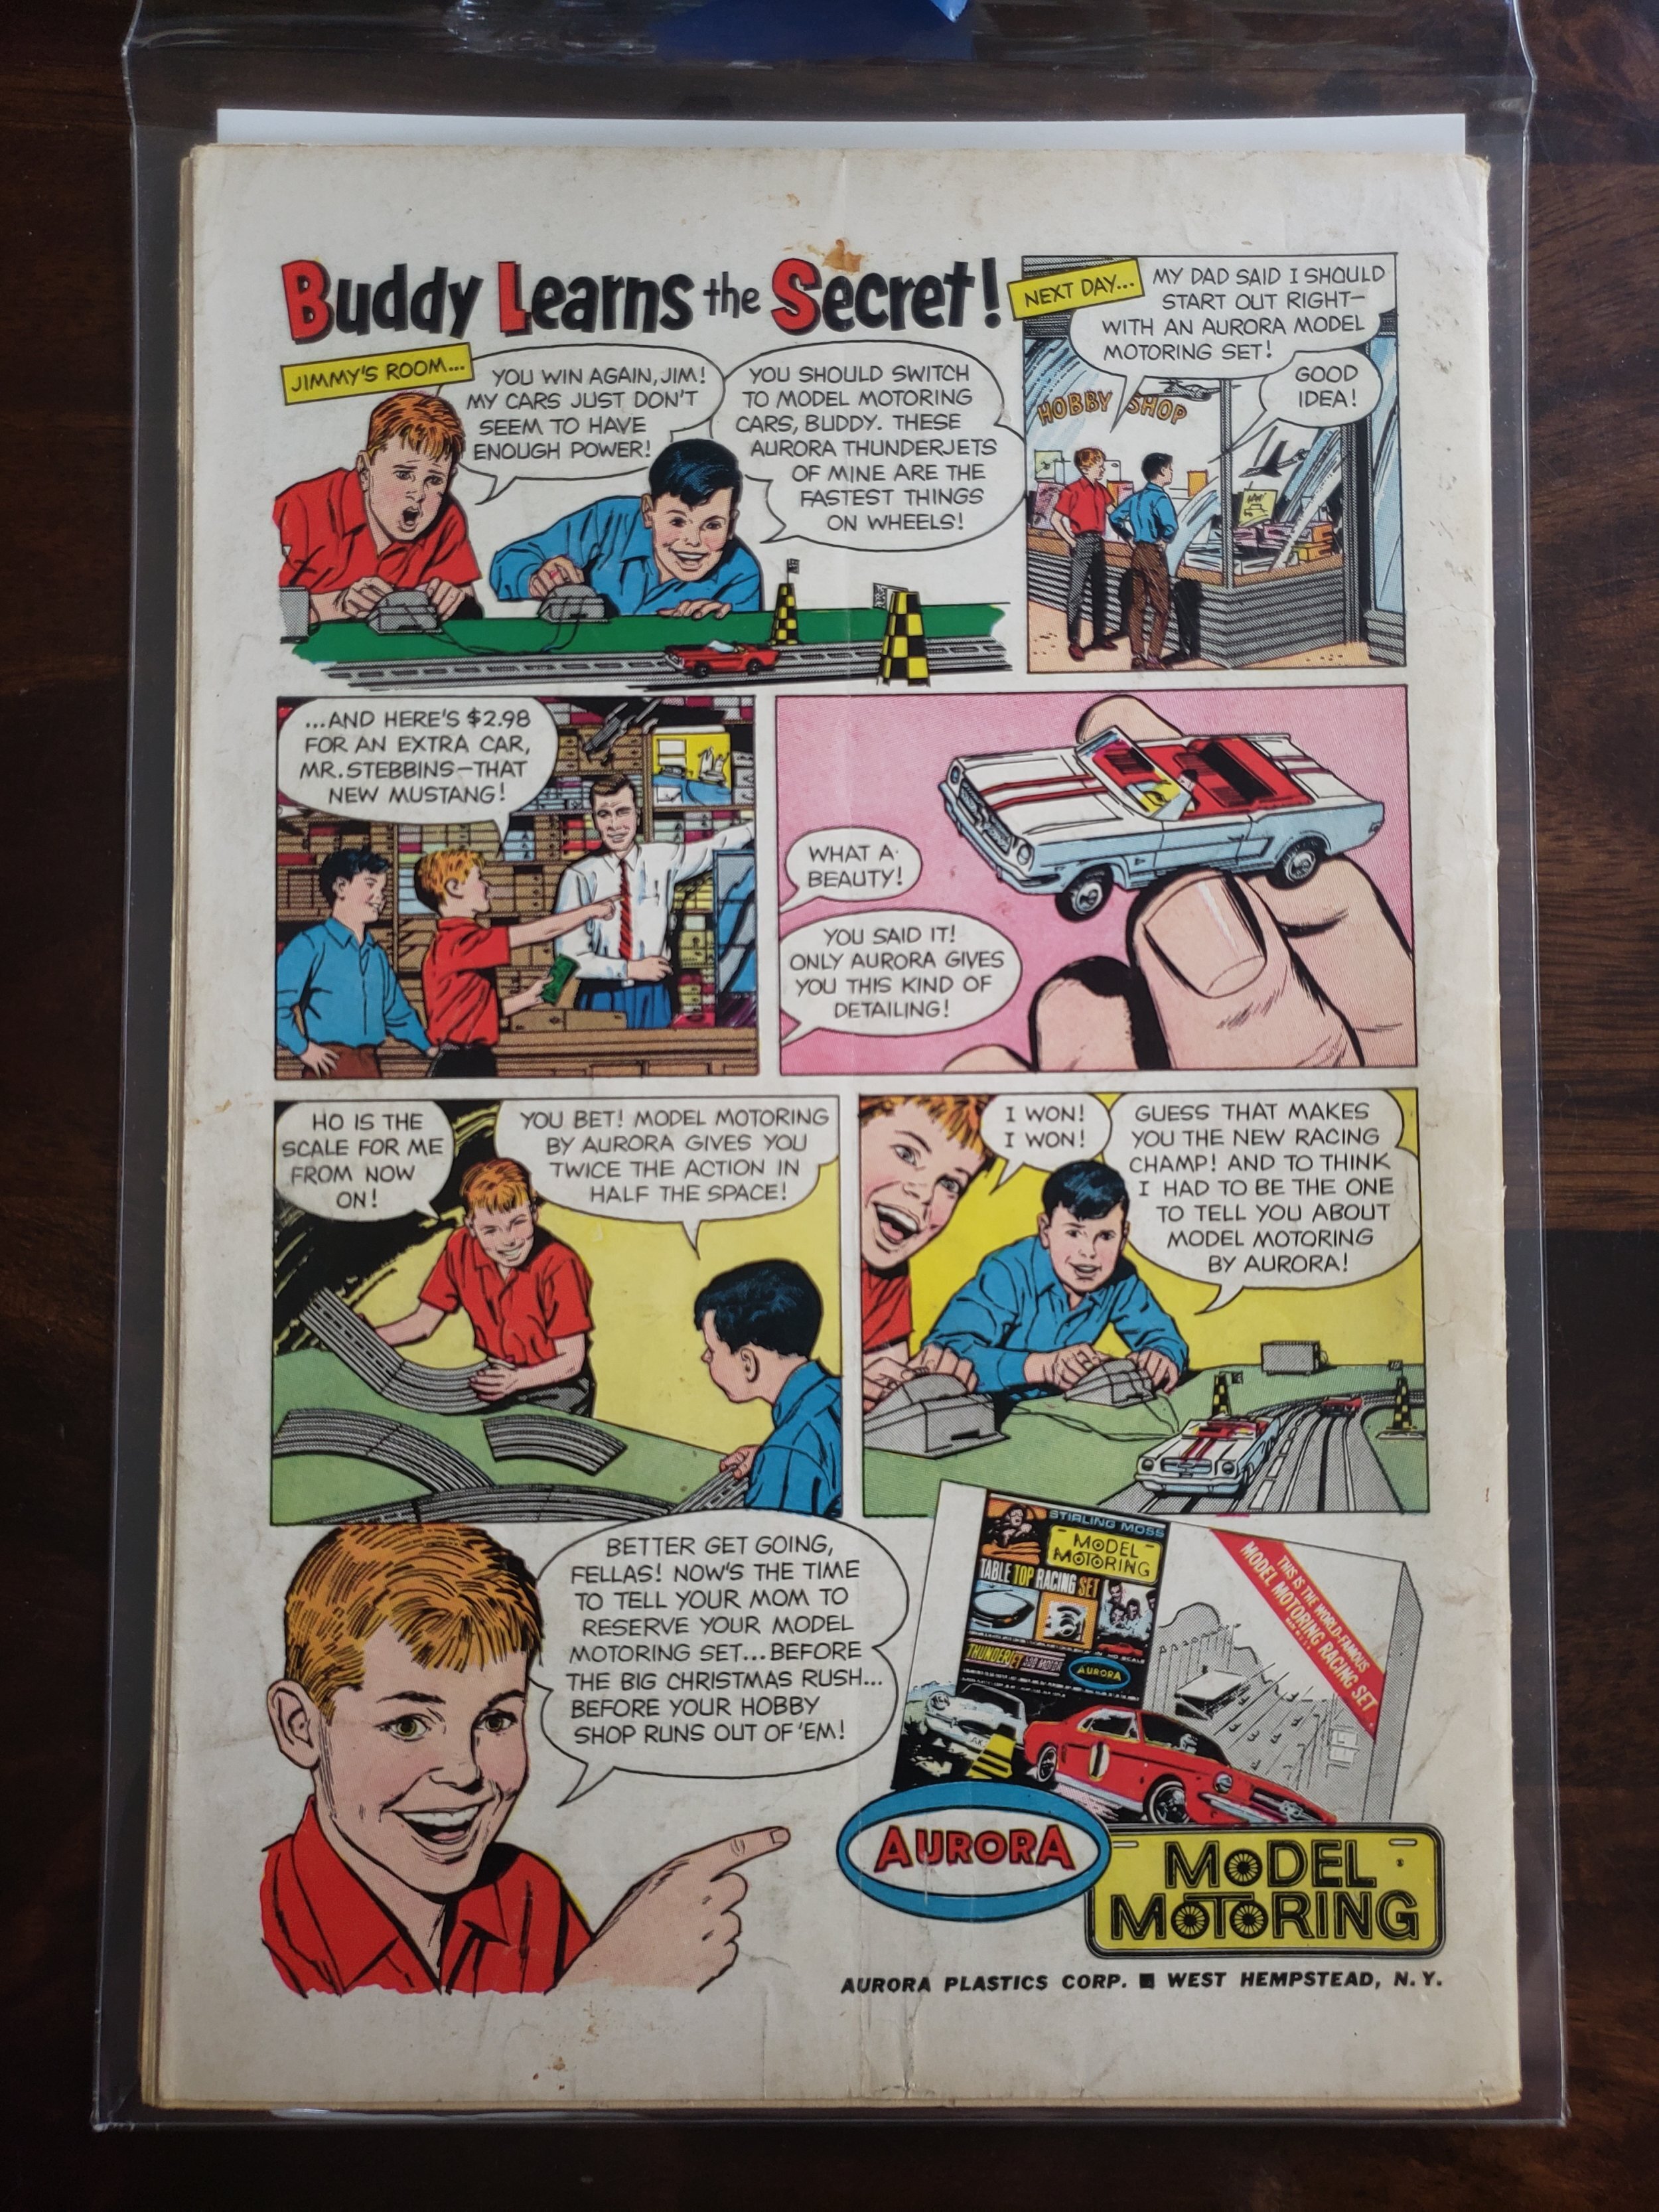 Buddy Learns the Secret!
JIMMY'S ROOM...
YOU WIN AGAIN, JIM!
MY CARS JUST DON'T
SEEM TO HAVE
ENOUGH POWER!
YOU SHOULD SWITCH
TO MODEL MOTORING
CARS, BUDDY. THESE
AURORA THUNDERJETS
OF MINE ARE THE
FASTEST THINGS
ON WHEELS!
NEXT DAY...
MY DAD SAID I SHOULD
START OUT RIGHT—
WITH AN AURORA MODEL
MOTORING SET!
GOOD
IDEA!
HOBBY SHOP
...AND HERE'S $2.98
FOR AN EXTRA CAR,
MR. STEBBINS—THAT
NEW MUSTANG!
WHAT A
BEAUTY!
YOU SAID IT!
ONLY AURORA GIVES
YOU THIS KIND OF
DETAILING!
HO IS THE
SCALE FOR ME
FROM NOW
ON!
YOU BET! MODEL MOTORING
BY AURORA GIVES YOU
TWICE THE ACTION IN
HALF THE SPACE!
I WON!
I WON!
GUESS THAT MAKES
YOU THE NEW RACING
CHAMP! AND TO THINK
I HAD TO BE THE ONE
TO TELL YOU ABOUT
MODEL MOTORING
BY AURORA!
BETTER GET GOING,
FELLAS! NOW'S THE TIME
TO TELL YOUR MOM TO
RESERVE YOUR MODEL
MOTORING SET...BEFORE
THE BIG CHRISTMAS RUSH...
BEFORE YOUR HOBBY
SHOP RUNS OUT OF 'EM!
STIRLING MOSS
MODEL
MOTORING
TABLE TOP RACING SET
IN HO SCALE
THUNDERJET 500 MOTOR
AURORA
THIS IS THE WORLD-FAMOUS
MODEL MOTORING RACING SET
AURORA
MODEL
MOTORING
AURORA PLASTICS CORP. ■ WEST HEMPSTEAD, N.Y.